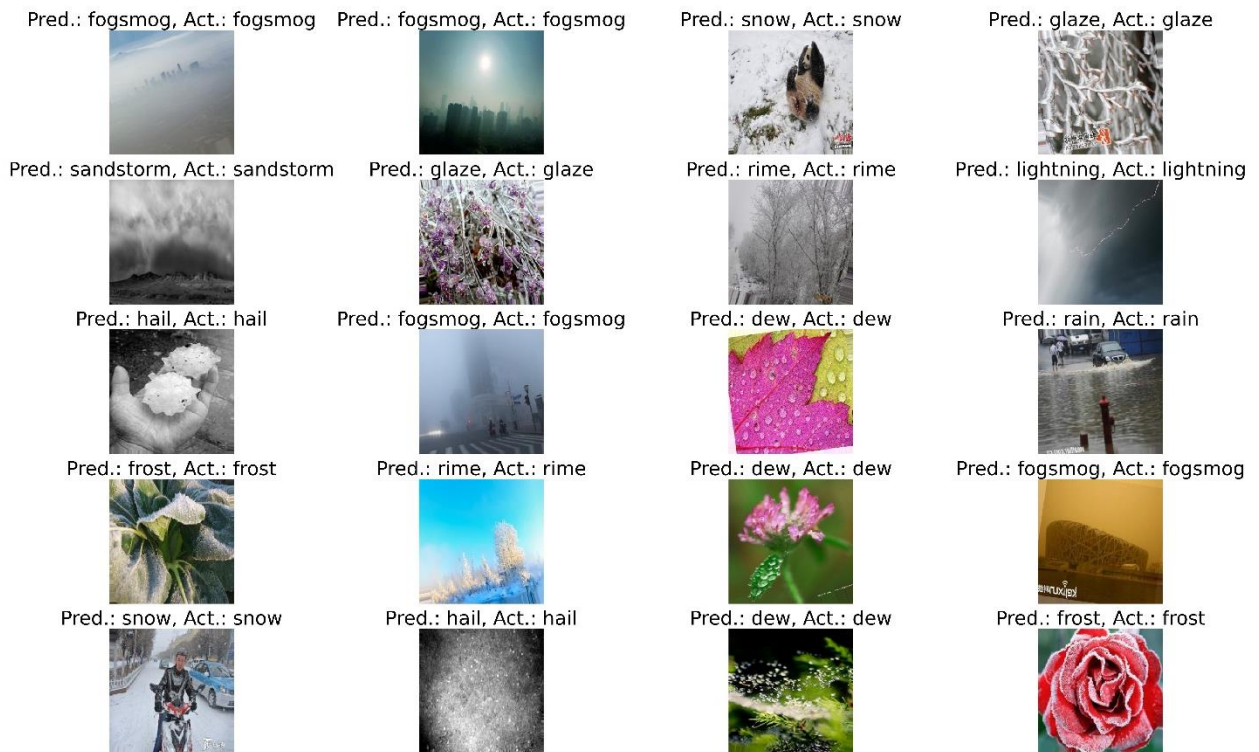 Pred.: fogsmog, Act.: fogsmog
Pred.: fogsmog, Act.: fogsmog
Pred.: snow, Act.: snow
Pred.: glaze, Act.: glaze
Pred.: sandstorm, Act.: sandstorm
Pred.: glaze, Act.: glaze
Pred.: rime, Act.: rime
Pred.: lightning, Act.: lightning
Pred.: hail, Act.: hail
Pred.: fogsmog, Act.: fogsmog
Pred.: dew, Act.: dew
Pred.: rain, Act.: rain
Pred.: frost, Act.: frost
Pred.: rime, Act.: rime
Pred.: dew, Act.: dew
Pred.: fogsmog, Act.: fogsmog
Pred.: snow, Act.: snow
Pred.: hail, Act.: hail
Pred.: dew, Act.: dew
Pred.: frost, Act.: frost